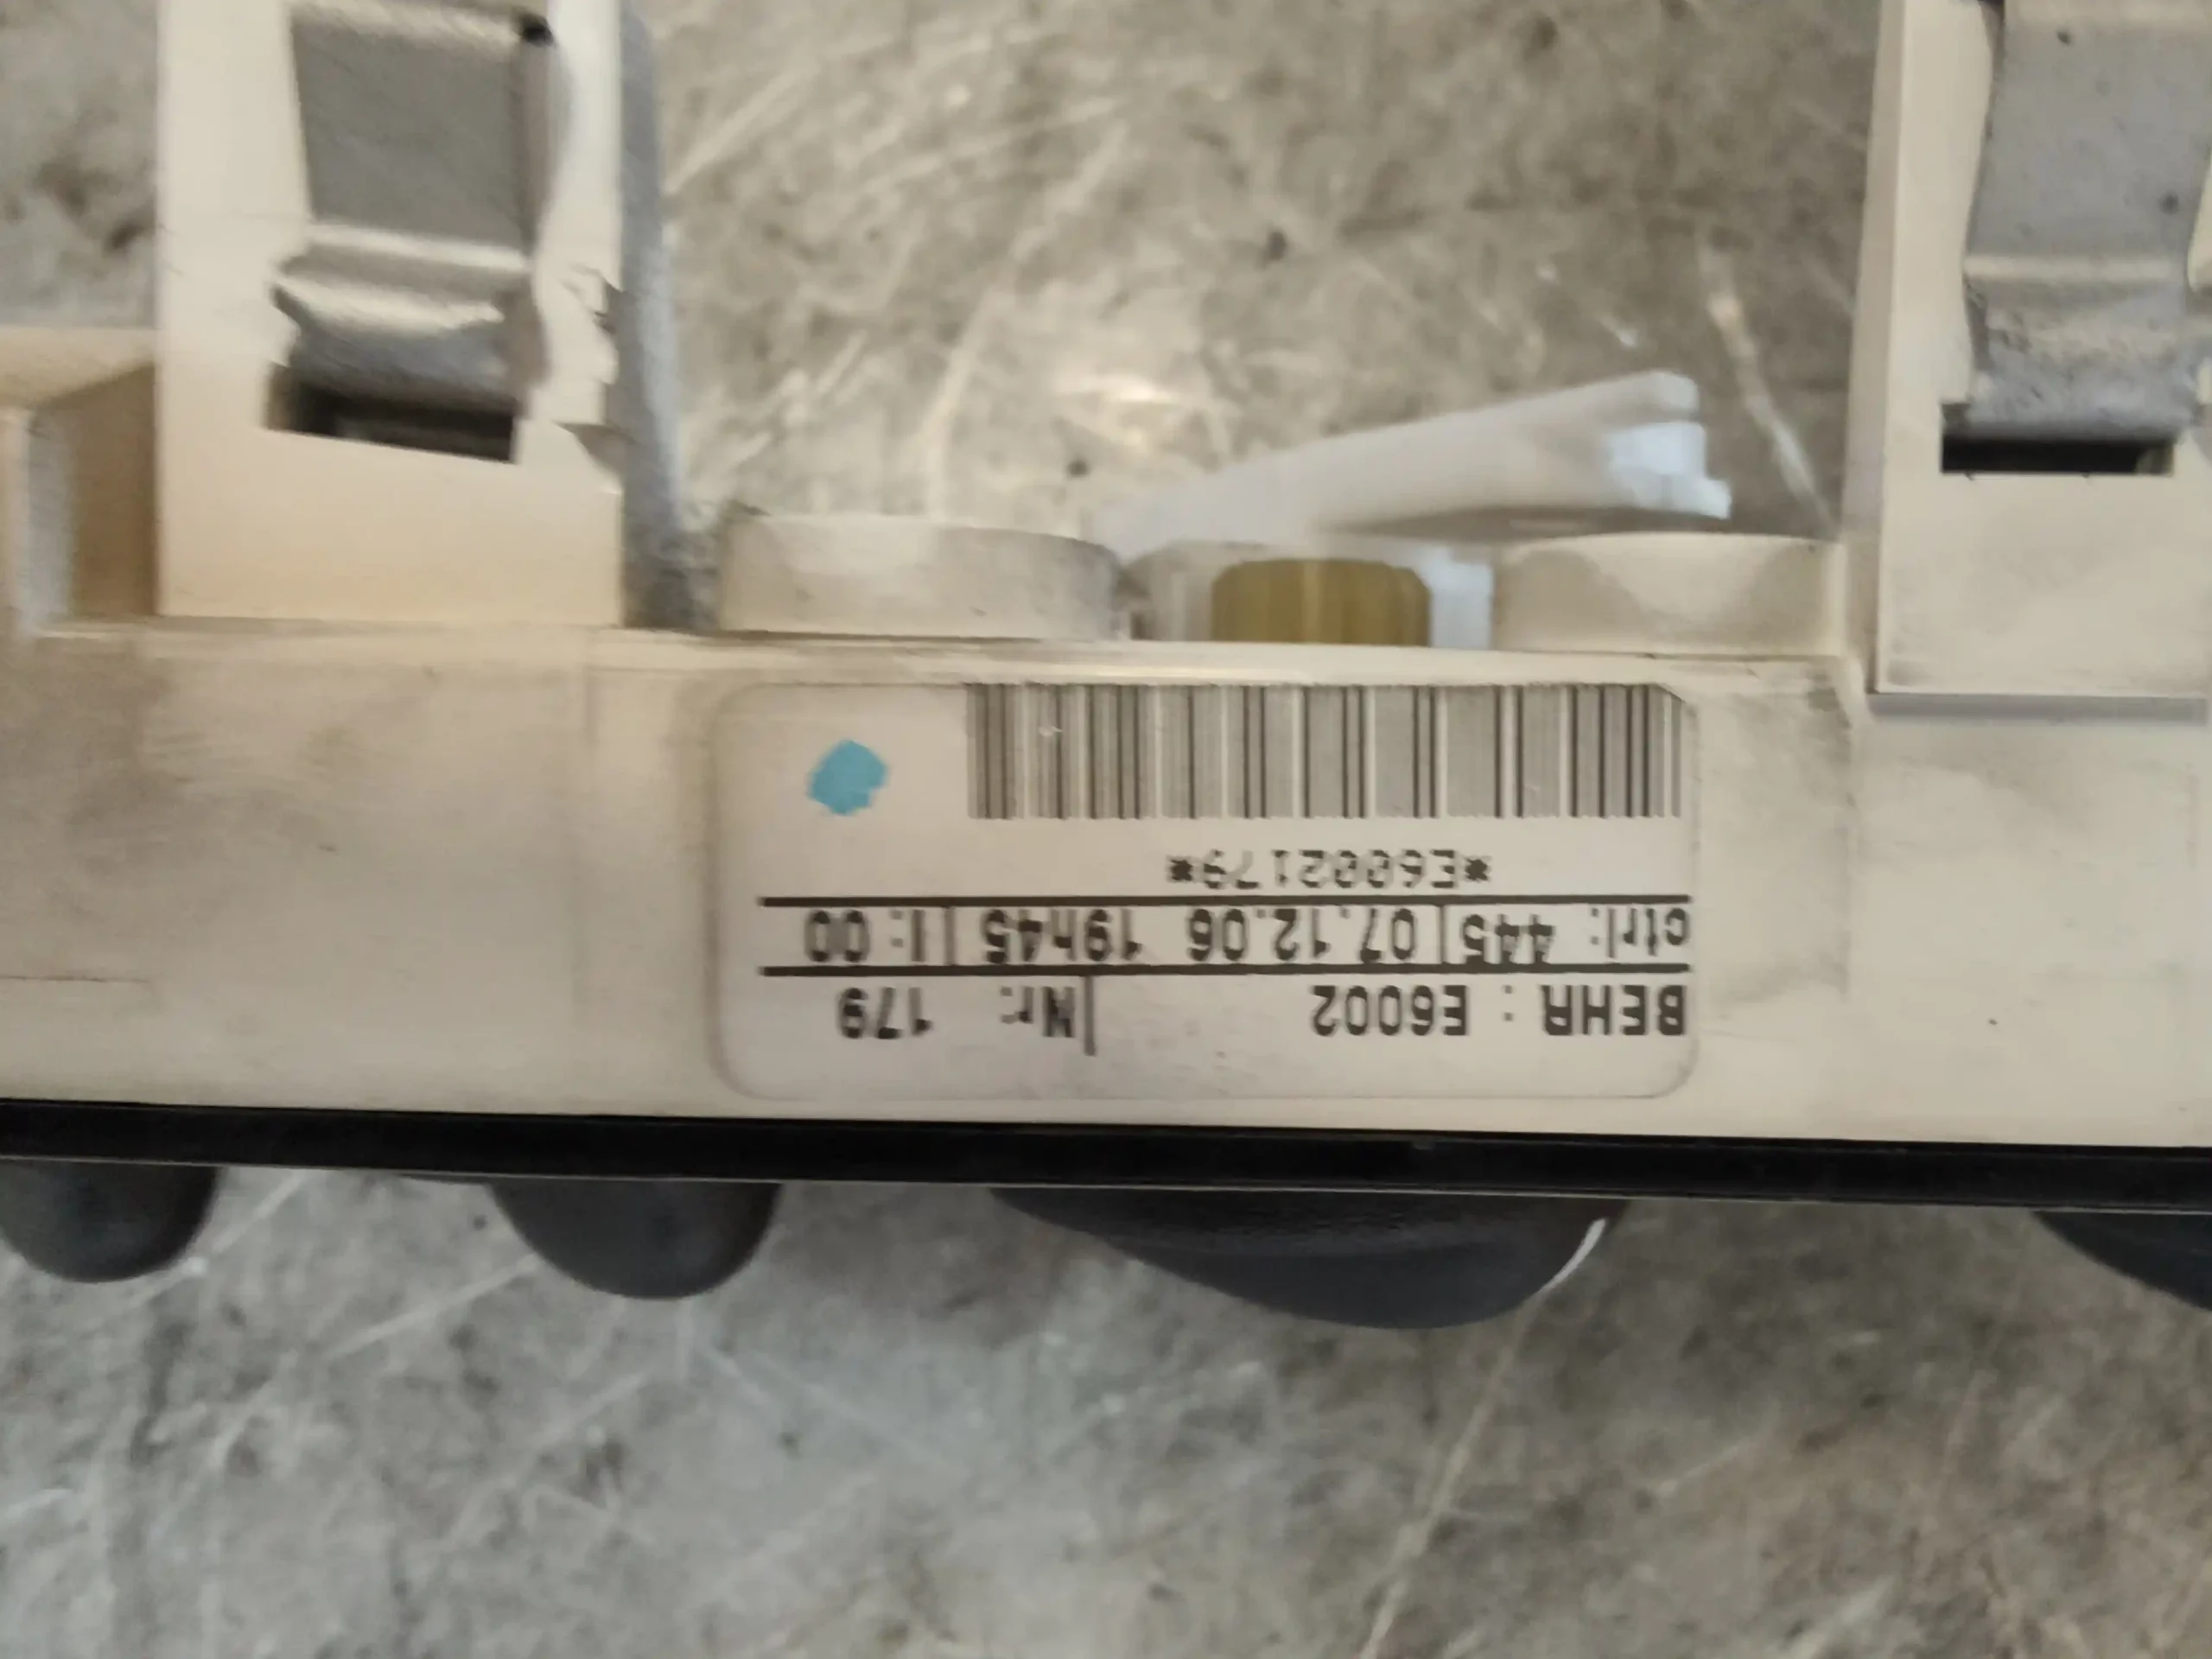 BEHR : E6002 Nr: 179
ctrl: 445 07.12.06 19h45 I:00
*E6002179*